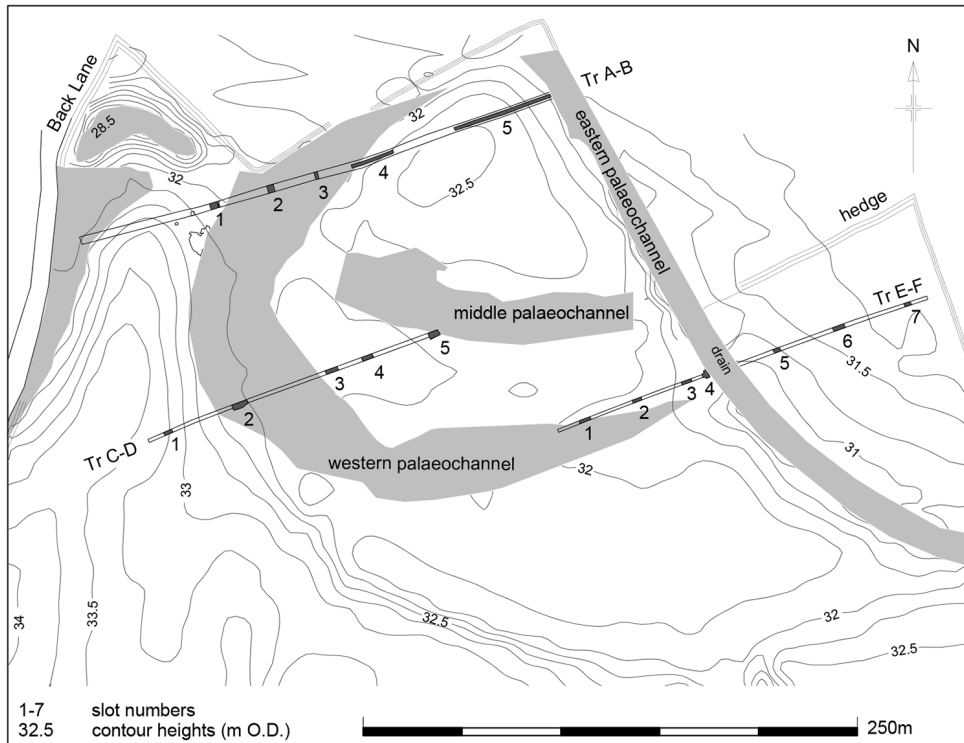 Back Lane
28.5
32
32
Tr A-B
N
5
4
3
2
1
32.5
eastern palaeochannel
hedge
middle palaeochannel
Tr E-F
7
6
5
31.5
drain
5
4
3
2
1
4
3
2
1
Tr C-D
western palaeochannel
32
31
33
33.5
34
32.5
32
32.5
1-7 slot numbers
32.5 contour heights (m O.D.) 250m